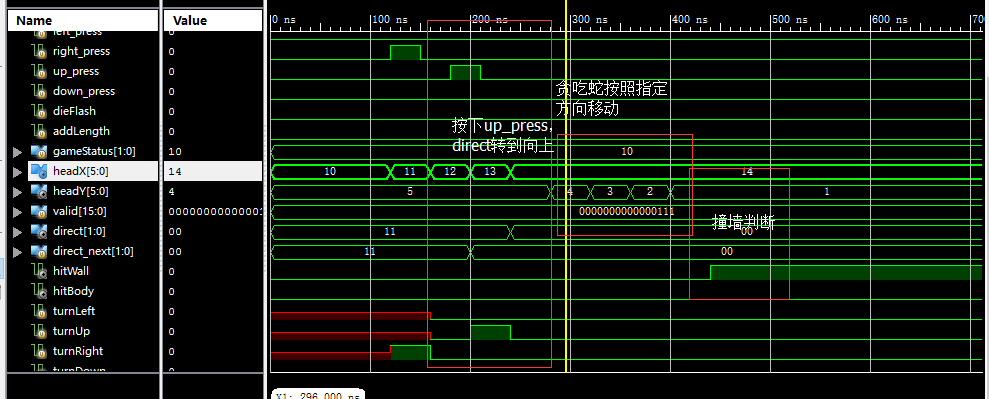 Name Value 0 ns 100 ns 200 ns 300 ns 400 ns 500 ns 600 ns
left_press 0
right_press 0
up_press 0
贪吃蛇按照指定
down_press 0
方向移动
dieFlash 0
按下up_press，
addLength 0
direct转到向上
gameStatus[1:0] 10 10
headX[5:0] 14 10 11 12 13 14
headY[5:0] 4 5 4 3 2 1
valid[15:0] 0000000000000111
撞墙判断
direct[1:0] 00 11 00
direct_next[1:0] 00 11 00
hitWall 0
hitBody 0
turnLeft 0
turnUp 0
turnRight 0
turnDown
X1: 296.000 ns